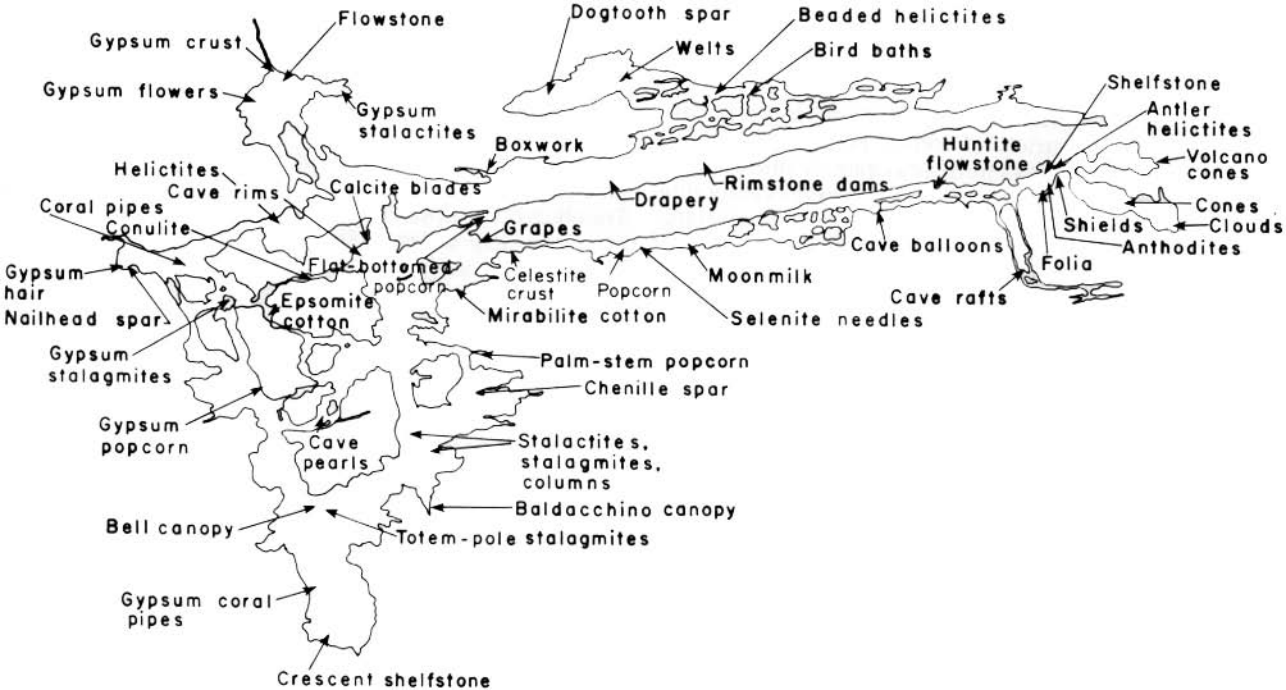 Flowstone
Gypsum crust
Gypsum flowers
Gypsum
stalactites
Dogtooth spar
Welts
Beaded helictites
Bird baths
Shelfstone
Antler
helictites
Volcano
cones
Cones
Clouds
Shields
Anthodites
Folia
Huntite
flowstone
Cave balloons
Cave rafts
Boxwork
Rimstone dams
Drapery
Helictites
Cave rims
Calcite blades
Coral pipes
Conulite
Grapes
Flat-bottomed
popcorn
Gypsum
hair
Nailhead spar
Epsomite
cotton
Celestite
crust
Popcorn
Moonmilk
Mirabilite cotton
Selenite needles
Gypsum
stalagmites
Palm-stem popcorn
Chenille spar
Gypsum
popcorn
Cave
pearls
Stalactites,
stalagmites,
columns
Baldacchino canopy
Bell canopy
Totem-pole stalagmites
Gypsum coral
pipes
Crescent shelfstone